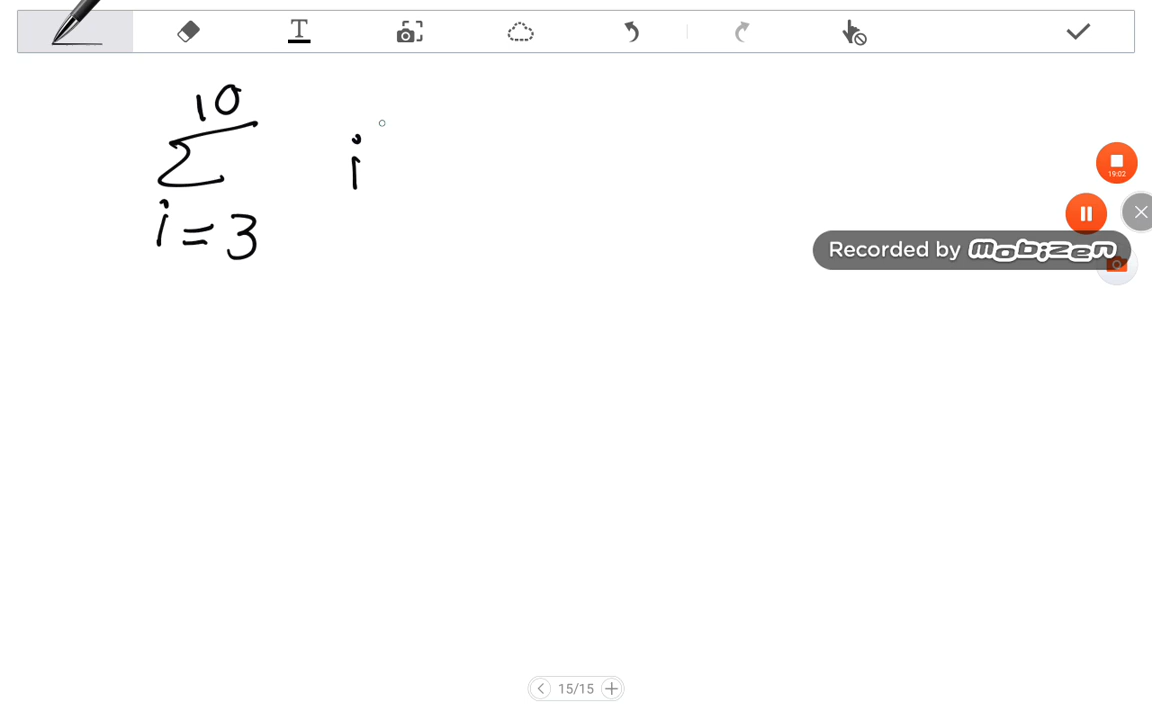 T
19:02
10
∑ i
i = 3
Recorded by mobizen
15/15